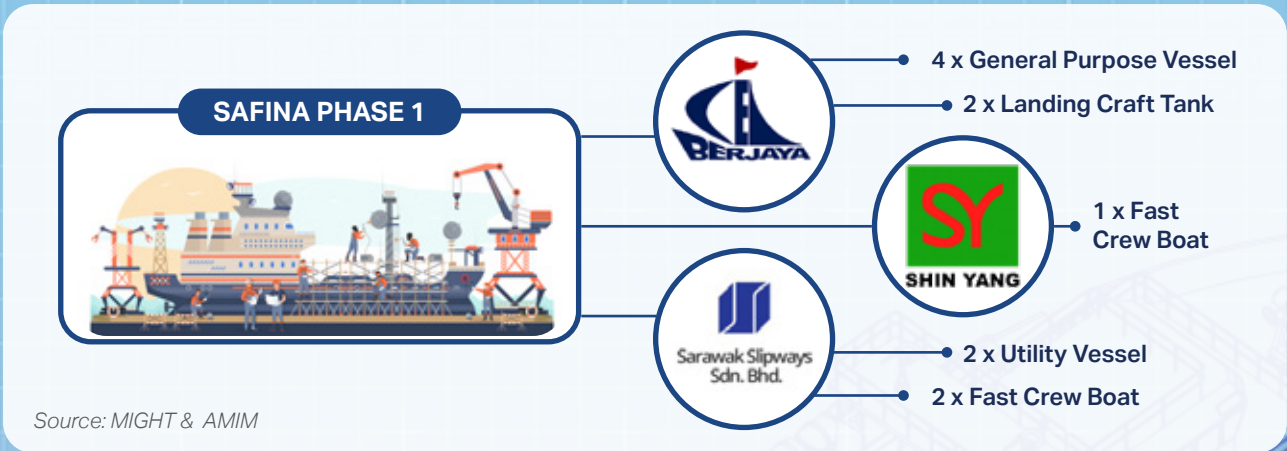 SAFINA PHASE 1
BERJAYA
4 x General Purpose Vessel
2 x Landing Craft Tank
SY
SHIN YANG
1 x Fast
Crew Boat
Sarawak Slipways
Sdn. Bhd.
2 x Utility Vessel
2 x Fast Crew Boat
Source: MIGHT & AMIM